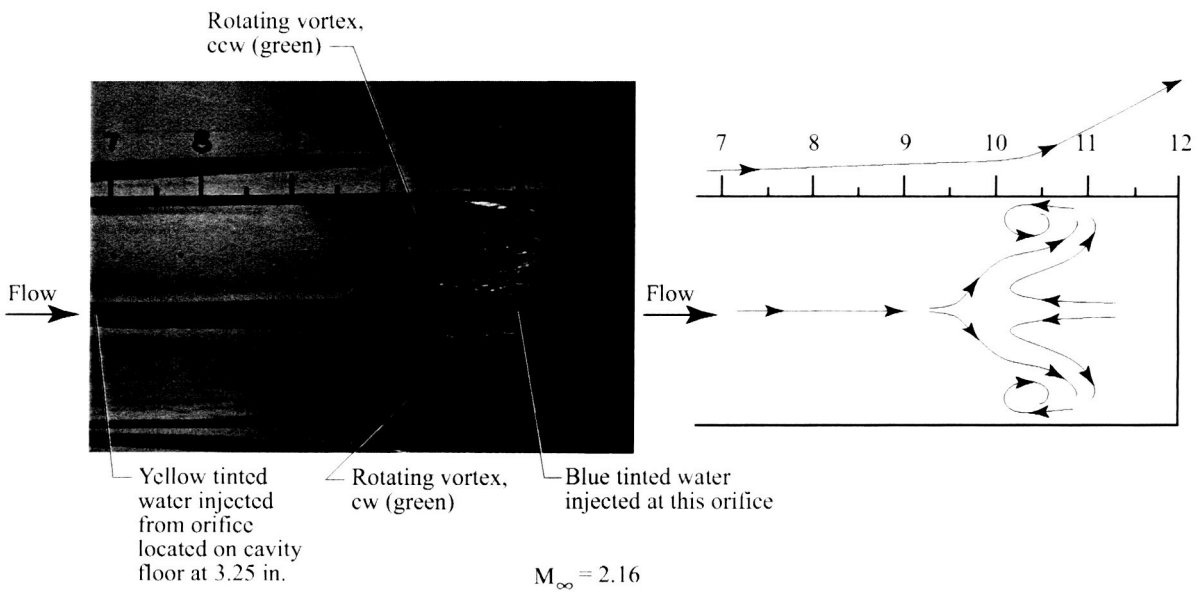 Rotating vortex,
ccw (green)
7 8
7 8 9 10 11 12
Flow
Flow
Yellow tinted
water injected
from orifice
located on cavity
floor at 3.25 in.
Rotating vortex,
cw (green)
Blue tinted water
injected at this orifice
M∞ = 2.16